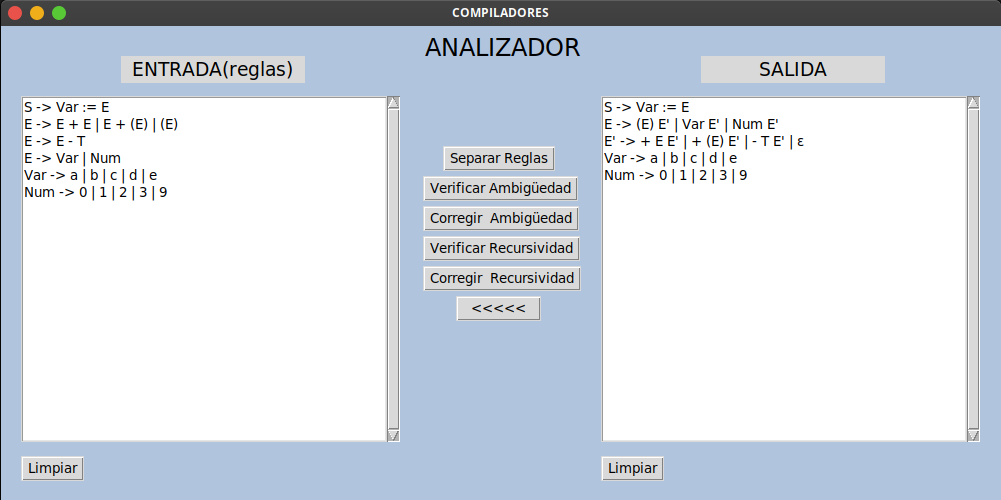 COMPILADORES
ANALIZADOR
ENTRADA(reglas)
S -> Var := E
E -> E + E | E + (E) | (E)
E -> E - T
E -> Var | Num
Var -> a | b | c | d | e
Num -> 0 | 1 | 2 | 3 | 9
Limpiar
Separar Reglas
Verificar Ambigüedad
Corregir  Ambigüedad
Verificar Recursividad
Corregir  Recursividad
<<<<<
SALIDA
S -> Var := E
E -> (E) E' | Var E' | Num E'
E' -> + E E' | + (E) E' | - T E' | ε
Var -> a | b | c | d | e
Num -> 0 | 1 | 2 | 3 | 9
Limpiar